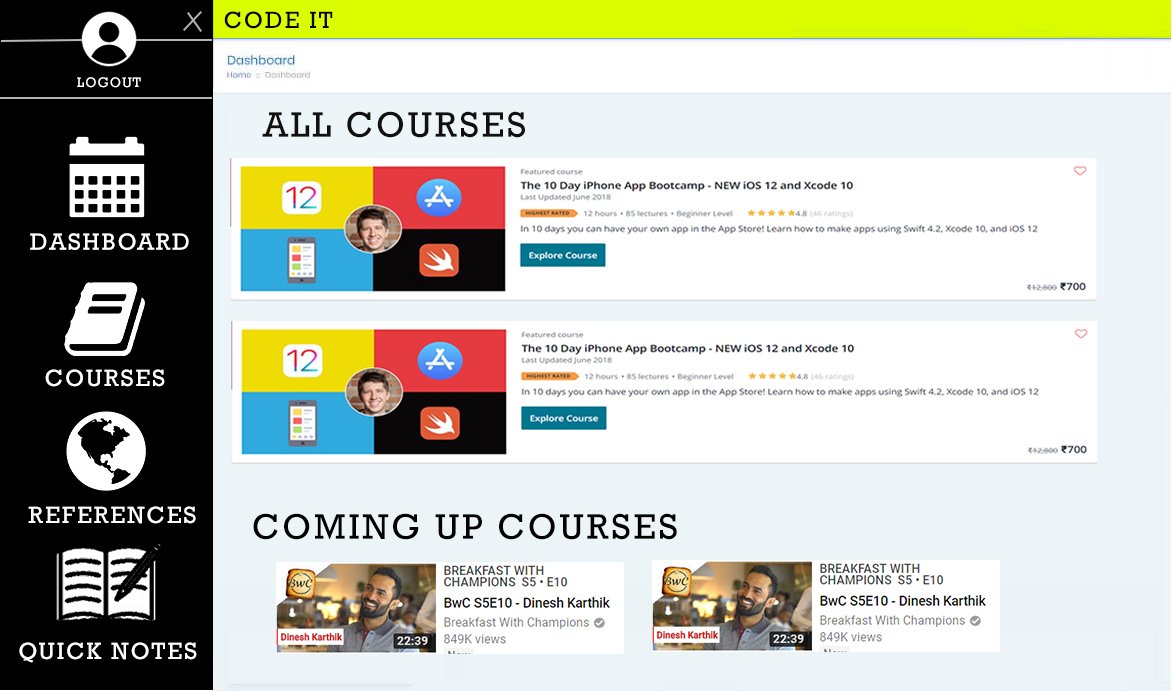 X
LOGOUT
DASHBOARD
COURSES
REFERENCES
QUICK NOTES
CODE IT
Dashboard
Home :: Dashboard
ALL COURSES
12
Featured course
The 10 Day iPhone App Bootcamp - NEW iOS 12 and Xcode 10
Last Updated June 2018
HIGHEST RATED 12 hours • 85 lectures • Beginner Level 4.8 (46 ratings)
In 10 days you can have your own app in the App Store! Learn how to make apps using Swift 4.2, Xcode 10, and iOS 12
Explore Course
₹12,800 ₹700
12
Featured course
The 10 Day iPhone App Bootcamp - NEW iOS 12 and Xcode 10
Last Updated June 2018
HIGHEST RATED 12 hours • 85 lectures • Beginner Level 4.8 (46 ratings)
In 10 days you can have your own app in the App Store! Learn how to make apps using Swift 4.2, Xcode 10, and iOS 12
Explore Course
₹12,800 ₹700
COMING UP COURSES
BwC
Dinesh Karthik
22:39
BREAKFAST WITH
CHAMPIONS S5 • E10
BwC S5E10 - Dinesh Karthik
Breakfast With Champions
849K views
New
BwC
Dinesh Karthik
22:39
BREAKFAST WITH
CHAMPIONS S5 • E10
BwC S5E10 - Dinesh Karthik
Breakfast With Champions
849K views
New